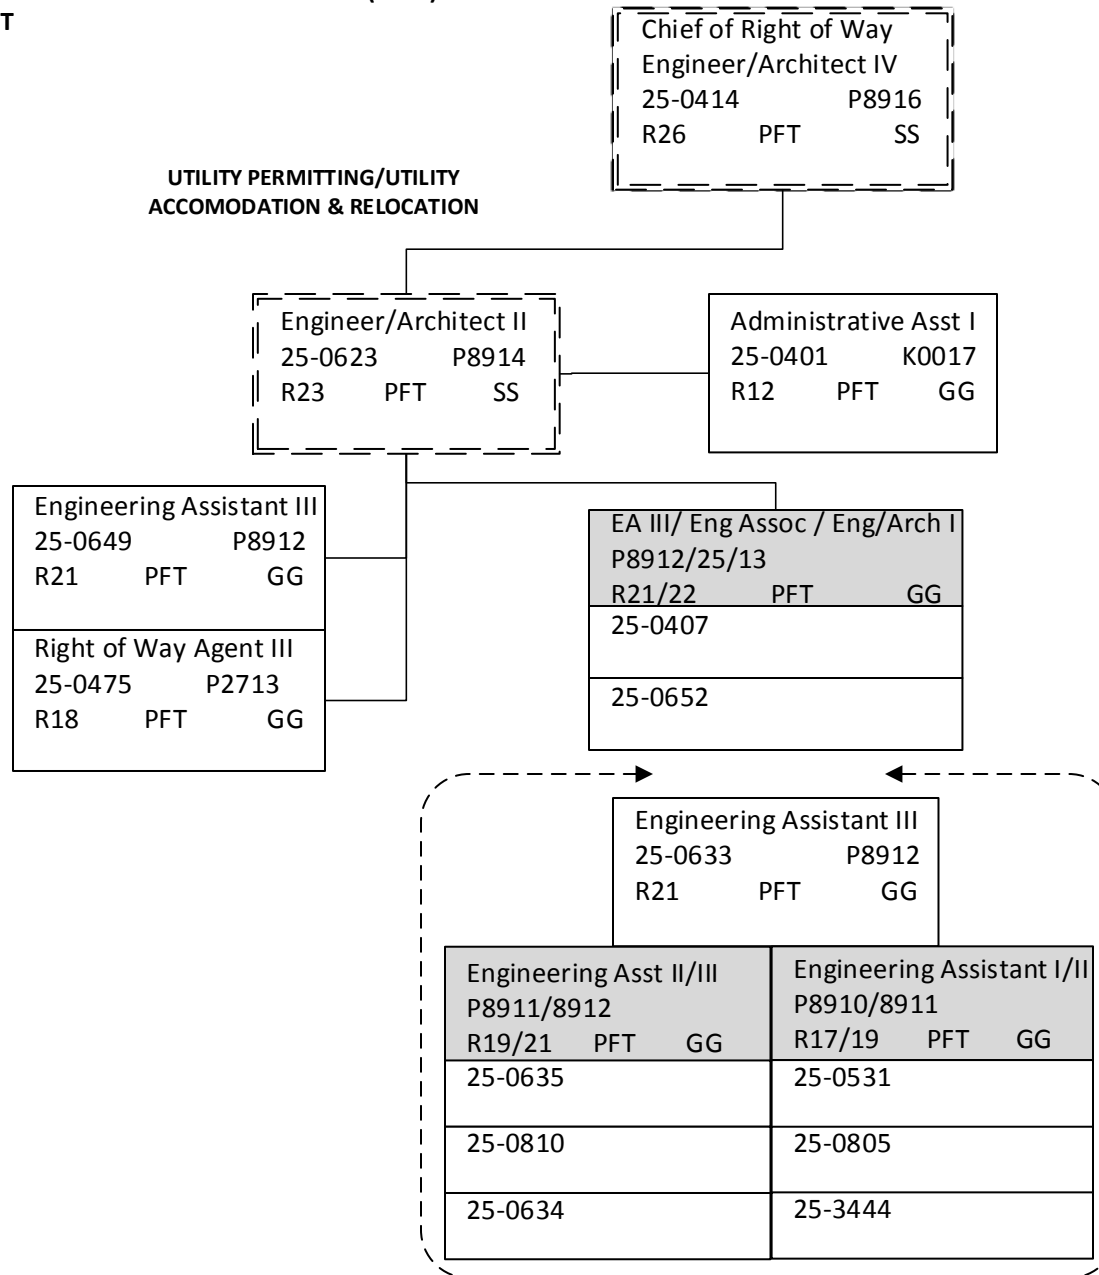 T
Chief of Right of Way
Engineer/Architect IV
25-0414 P8916
R26 PFT SS
UTILITY PERMITTING/UTILITY
ACCOMODATION & RELOCATION
Engineer/Architect II
25-0623 P8914
R23 PFT SS
Administrative Asst I
25-0401 K0017
R12 PFT GG
Engineering Assistant III
25-0649 P8912
R21 PFT GG
Right of Way Agent III
25-0475 P2713
R18 PFT GG
EA III/ Eng Assoc / Eng/Arch I
P8912/25/13
R21/22 PFT GG
25-0407
25-0652
Engineering Assistant III
25-0633 P8912
R21 PFT GG
Engineering Asst II/III
P8911/8912
R19/21 PFT GG
25-0635
25-0810
25-0634
Engineering Assistant I/II
P8910/8911
R17/19 PFT GG
25-0531
25-0805
25-3444